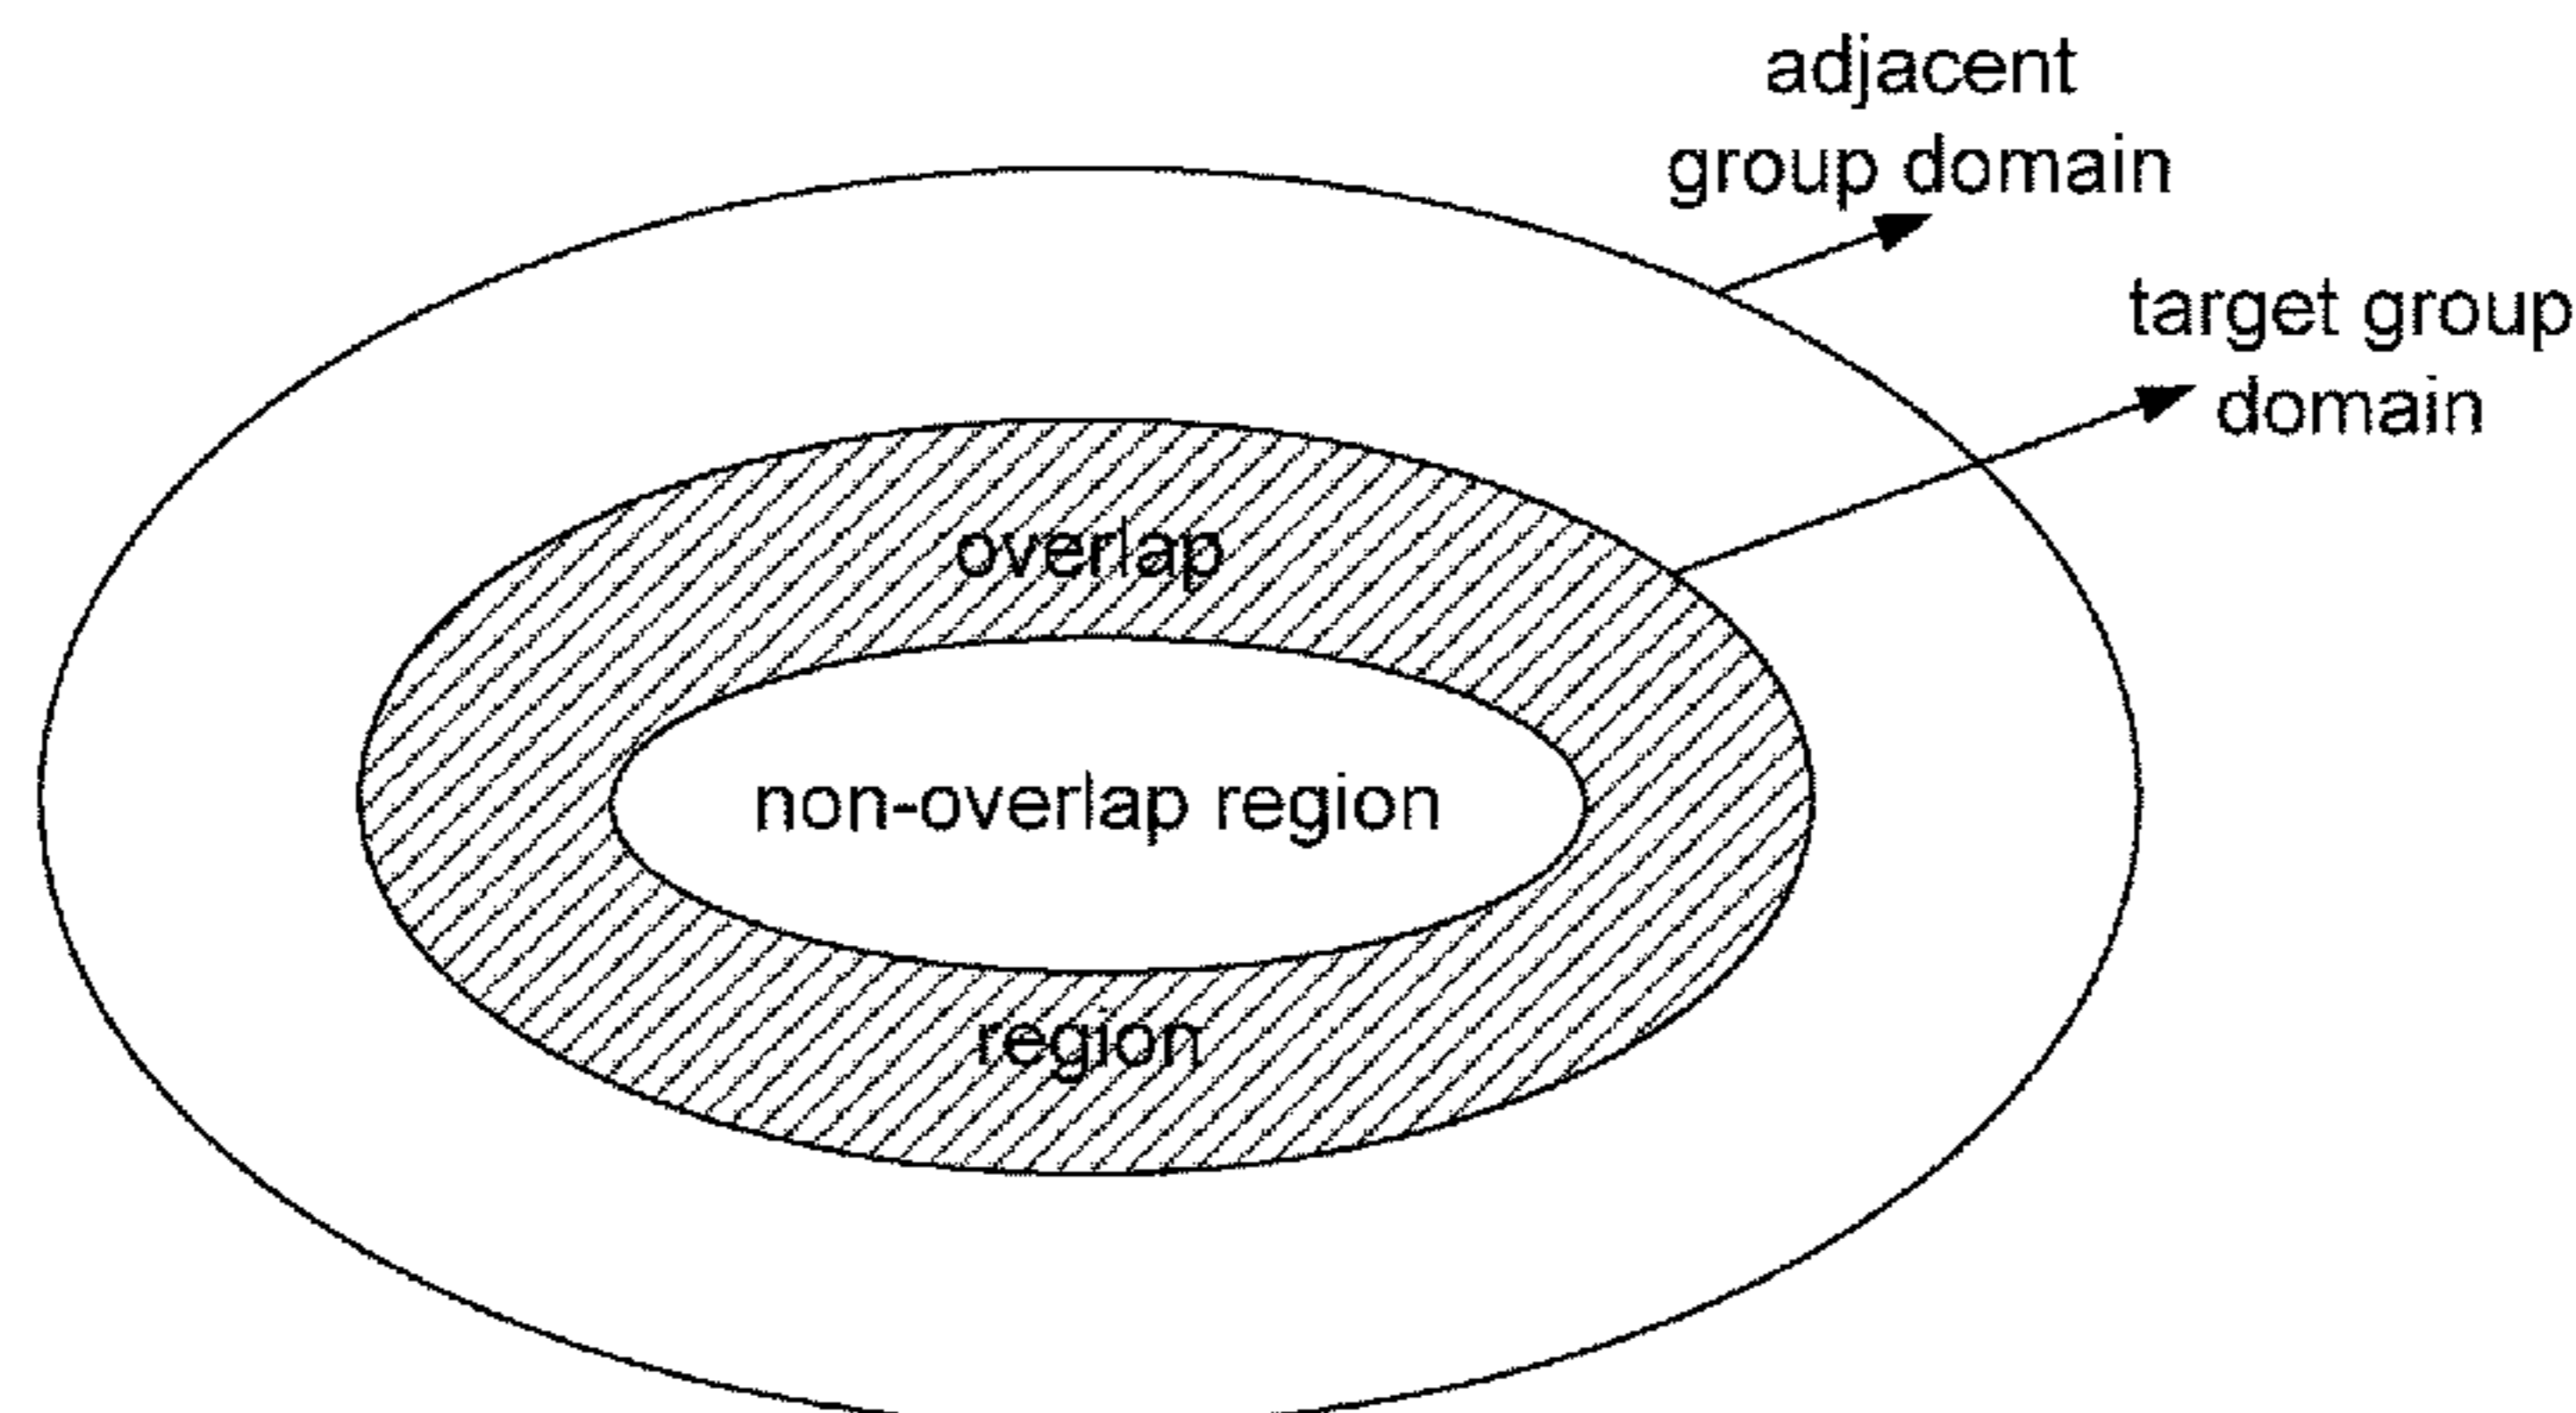 adjacent
group domain
target group
domain
overlap
non-overlap region
region